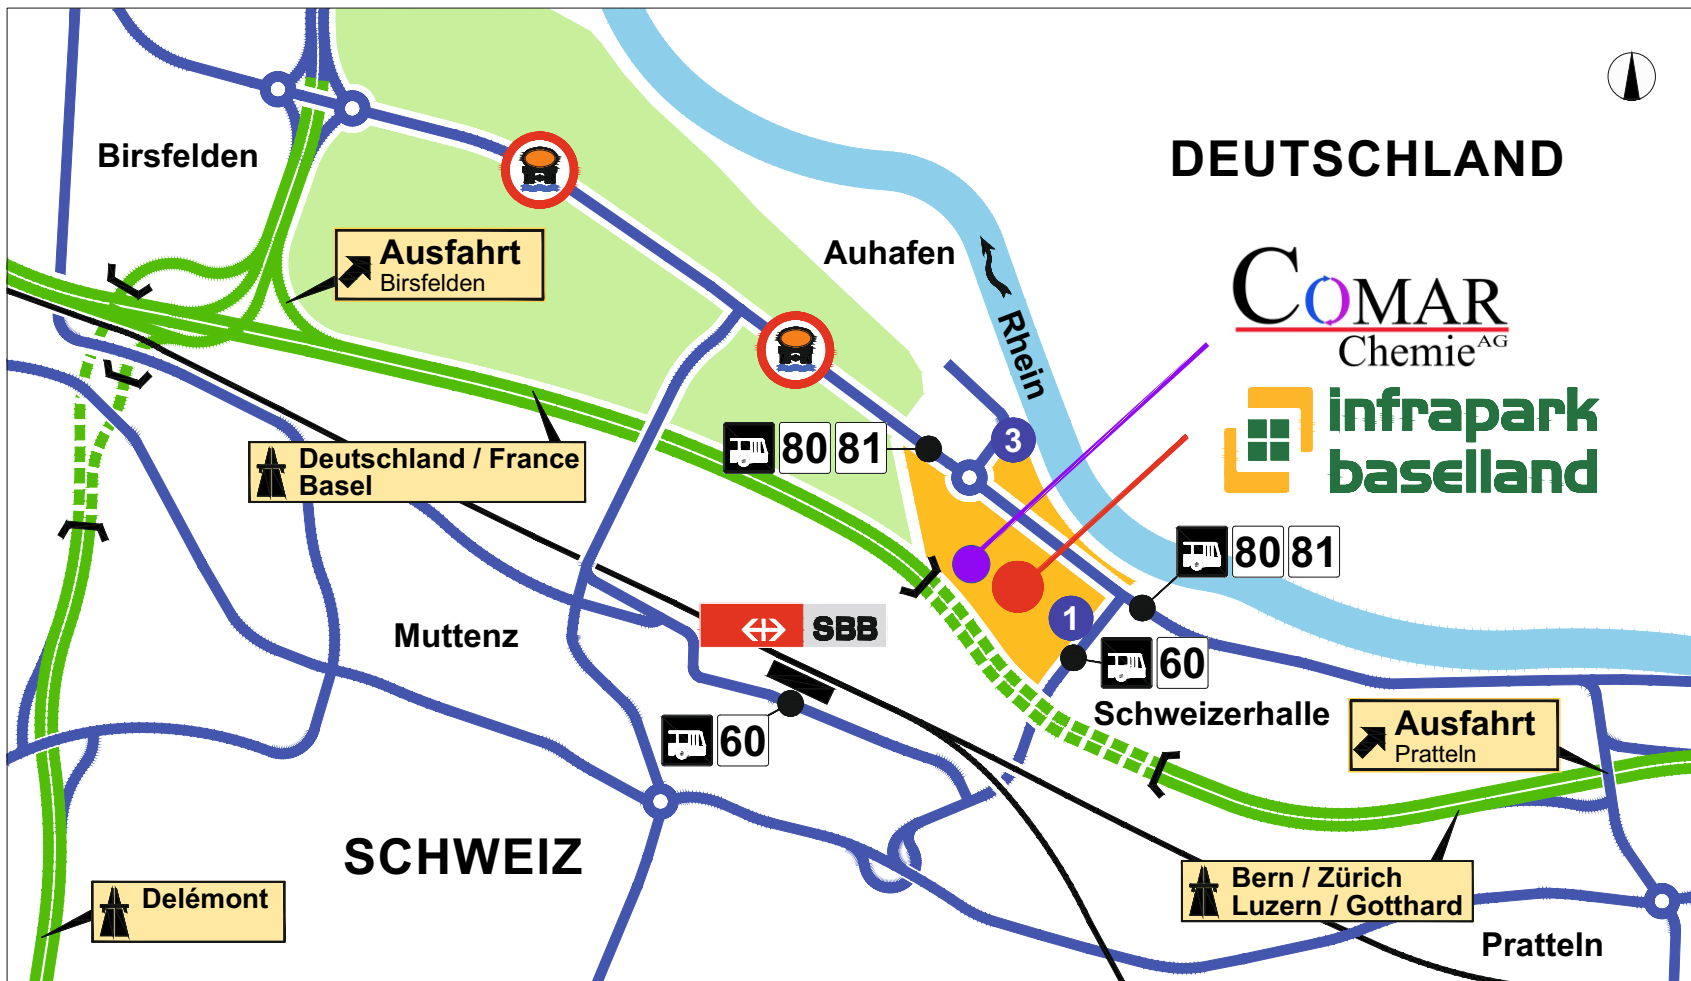 Birsfelden
DEUTSCHLAND
Ausfahrt
Birsfelden
Auhafen
Rhein
COMAR
Chemie AG
infrapark
baselland
Deutschland / France
Basel
80 81
3
80 81
1
60
Muttenz
SBB
60
Schweizerhalle
Ausfahrt
Pratteln
SCHWEIZ
Delémont
Bern / Zürich
Luzern / Gotthard
Pratteln